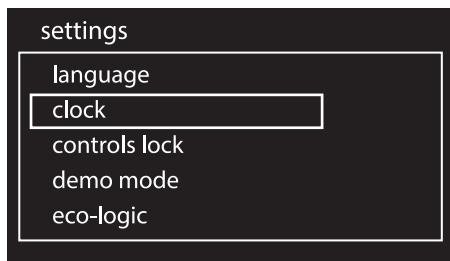 settings
language
clock
controls lock
demo mode
eco-logic